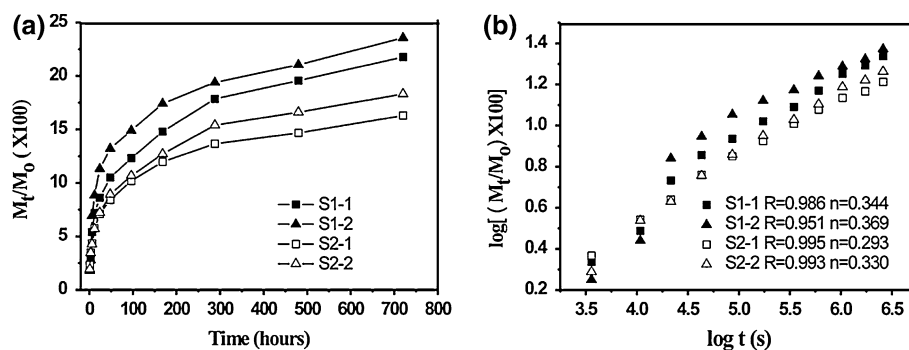 (a)
25
20
15
10
5
0
M_t/M_o (X100)
0 100 200 300 400 500 600 700 800
Time (hours)
S1-1
S1-2
S2-1
S2-2
(b)
1.4
1.2
1.0
0.8
0.6
0.4
0.2
log[ (M_t/M_o) X100]
3.5 4.0 4.5 5.0 5.5 6.0 6.5
log t (s)
S1-1 R=0.986 n=0.344
S1-2 R=0.951 n=0.369
S2-1 R=0.995 n=0.293
S2-2 R=0.993 n=0.330